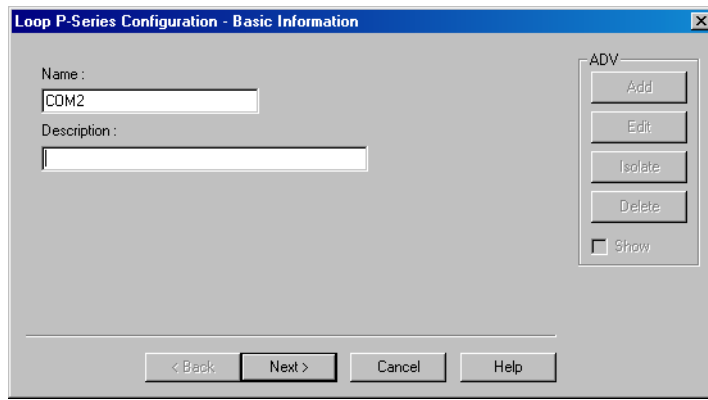 Loop P-Series Configuration - Basic Information
Name :
COM2
Description :
ADV
Add
Edit
Isolate
Delete
Show
< Back
Next >
Cancel
Help